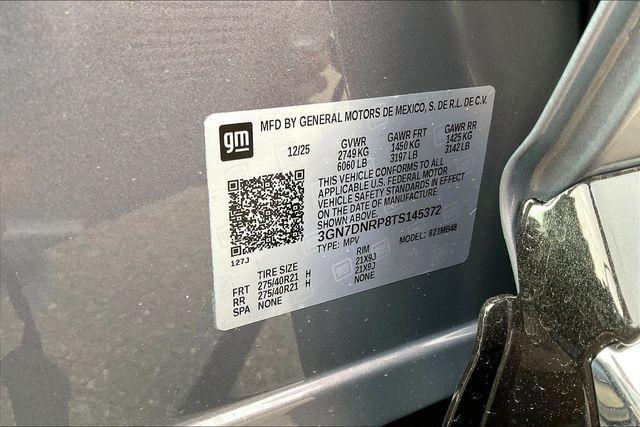 gm MFD BY GENERAL MOTORS DE MEXICO, S. DE R.L. DE C.V.
12/25 GVWR GAWR FRT GAWR RR
2749 KG 1450 KG 1425 KG
6060 LB 3197 LB 3142 LB
THIS VEHICLE CONFORMS TO ALL
APPLICABLE U.S. FEDERAL MOTOR
VEHICLE SAFETY STANDARDS IN EFFECT
ON THE DATE OF MANUFACTURE
SHOWN ABOVE.
3GN7DNRP8TS145372
TYPE: MPV MODEL: 821MB48
127J
TIRE SIZE RIM
FRT 275/40R21 H 21X9J
RR 275/40R21 H 21X9J
SPA NONE NONE